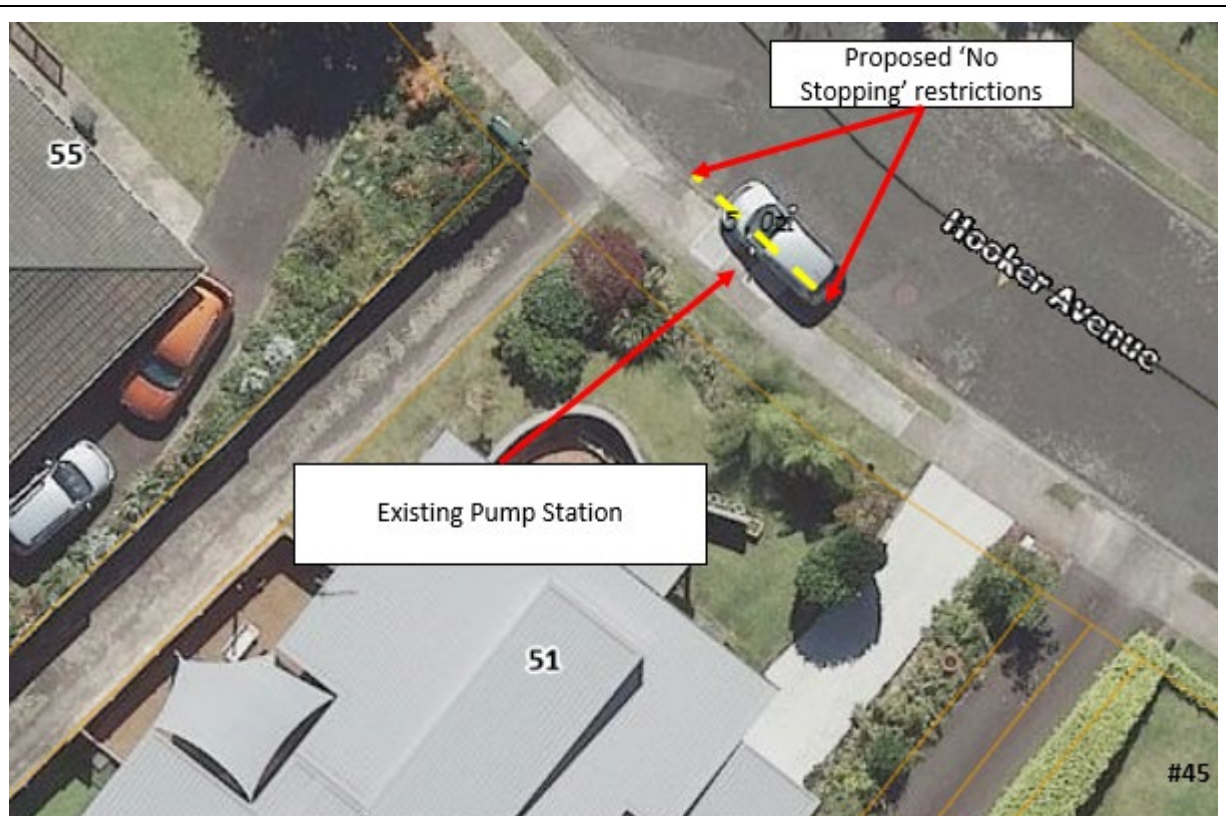 Proposed 'No
Stopping' restrictions
55
Hooker Avenue
Existing Pump Station
51
#45